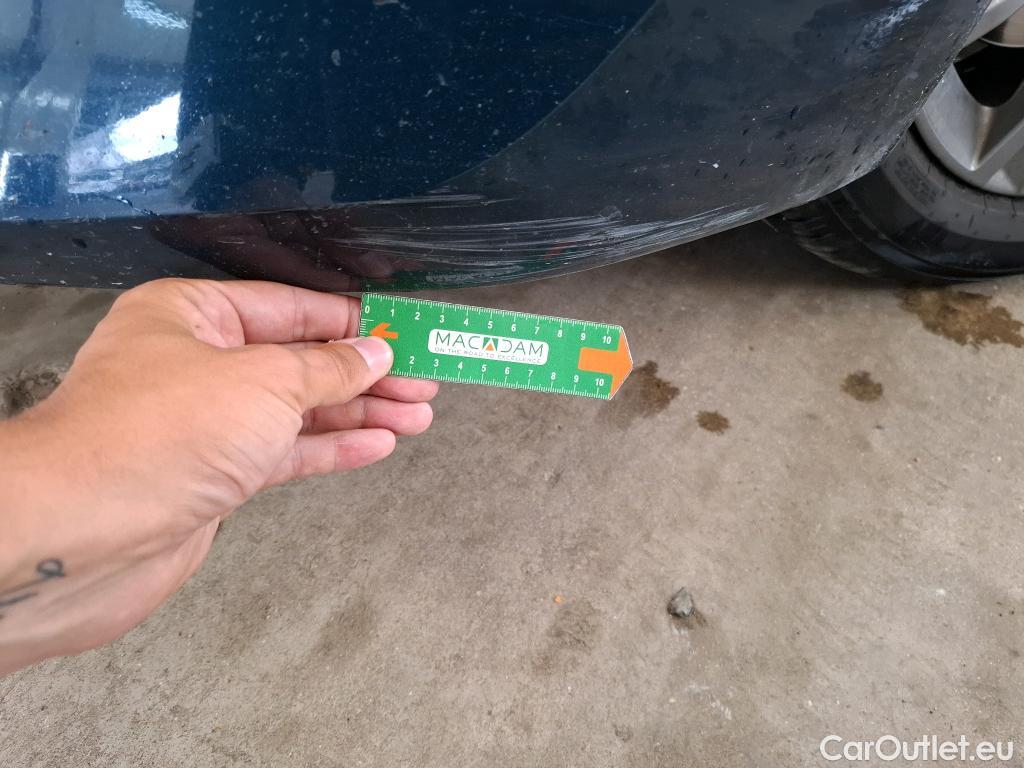 0 1 2 3 4 5 6 7 8 9 10
MACADAM
ON THE ROAD TO EXCELLENCE
2 3 4 5 6 7 8 9 10
CarOutlet.eu